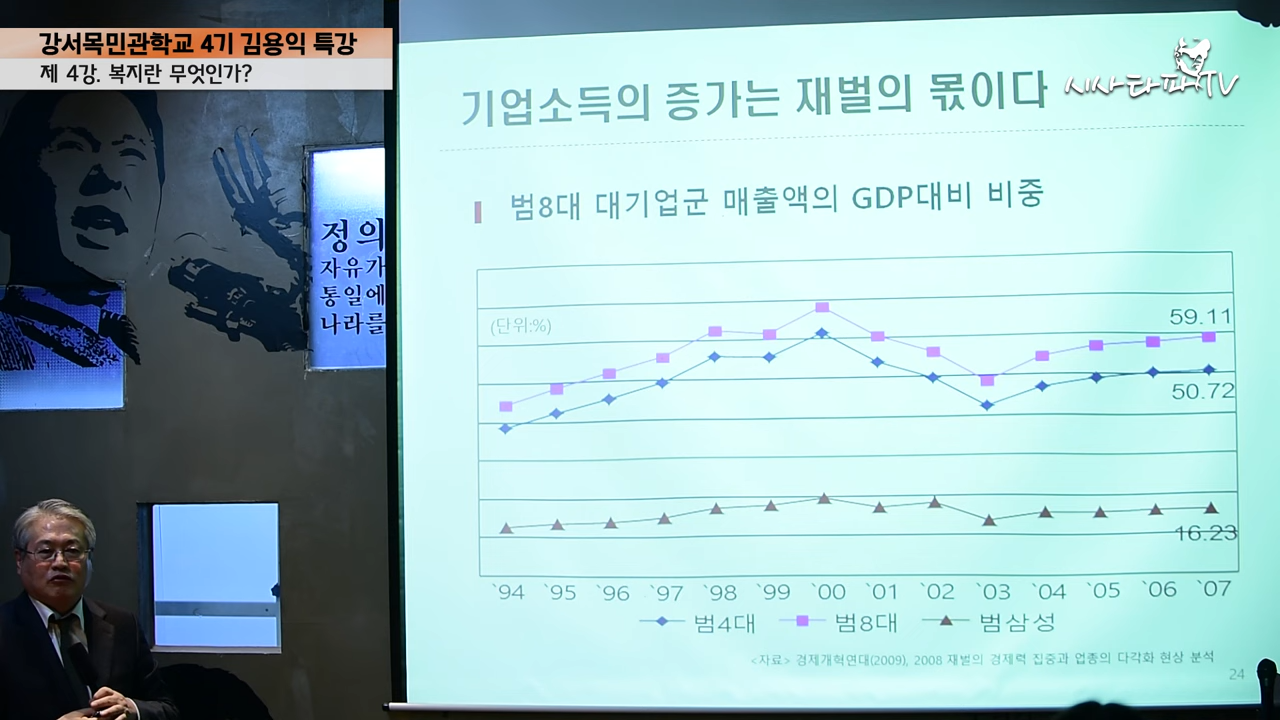 강서목민관학교 4기 김용익 특강
제 4강. 복지란 무엇인가?
시사타파TV
정의
자유가
통일에
나라를
기업소득의 증가는 재벌의 몫이다
범8대 대기업군 매출액의 GDP대비 비중
(단위:%)
59.11
50.72
16.23
`94 `95 `96 `97 `98 `99 `00 `01 `02 `03 `04 `05 `06 `07
범4대 범8대 범삼성
<자료> 경제개혁연대(2009), 2008 재벌의 경제력 집중과 업종의 다각화 현상 분석
24